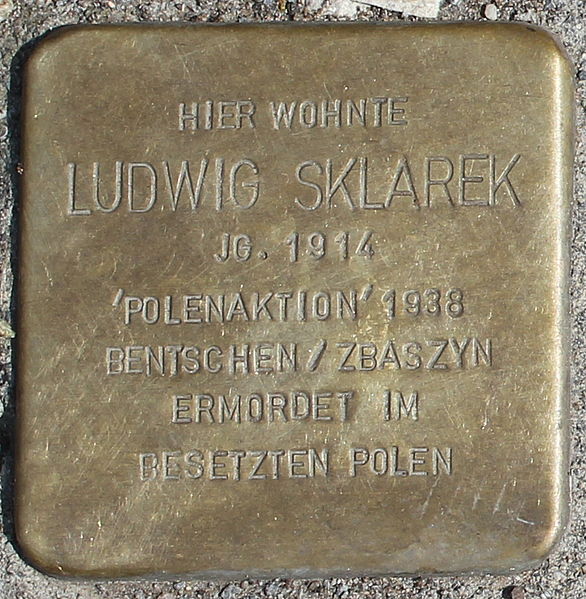 HIER WOHNTE
LUDWIG SKLAREK
JG. 1914
'POLENAKTION' 1938
BENTSCHEN / ZBASZYN
ERMORDET IM
BESETZTEN POLEN